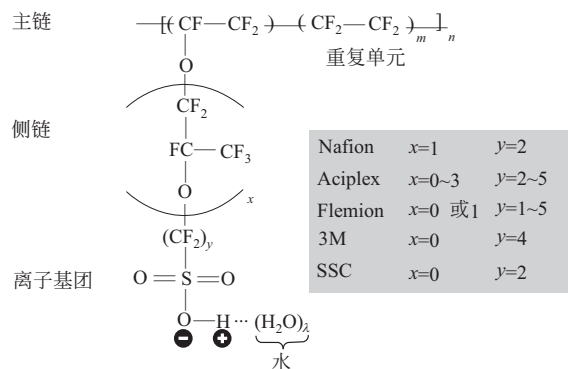 主链
[(CF—CF2)—(CF2—CF2)m]n
重复单元
O
CF2
侧链
FC—CF3
O
x
(CF2)y
离子基团
O=S=O
O—H···(H2O)λ
水
Nafion x=1 y=2
Aciplex x=0~3 y=2~5
Flemion x=0 或1 y=1~5
3M x=0 y=4
SSC x=0 y=2